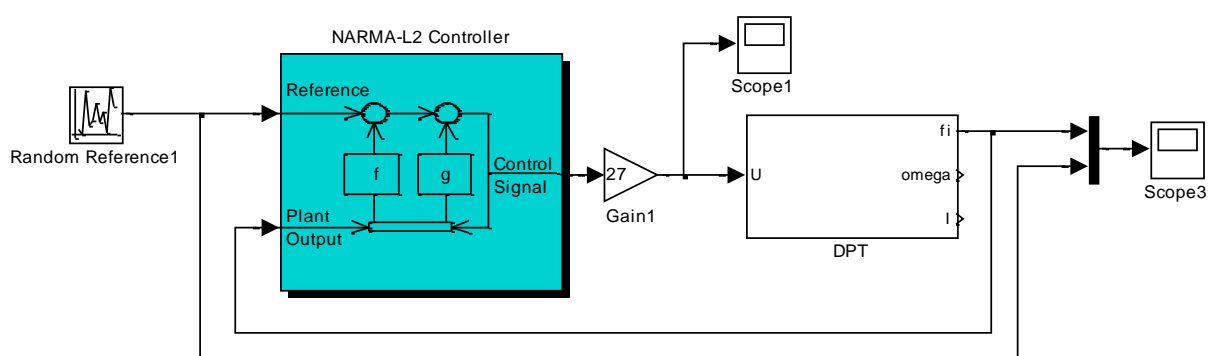 NARMA-L2 Controller
Reference
Random Reference1
f
g
Control
Signal
Plant
Output
27
Gain1
Scope1
U
fi
omega
I
DPT
Scope3